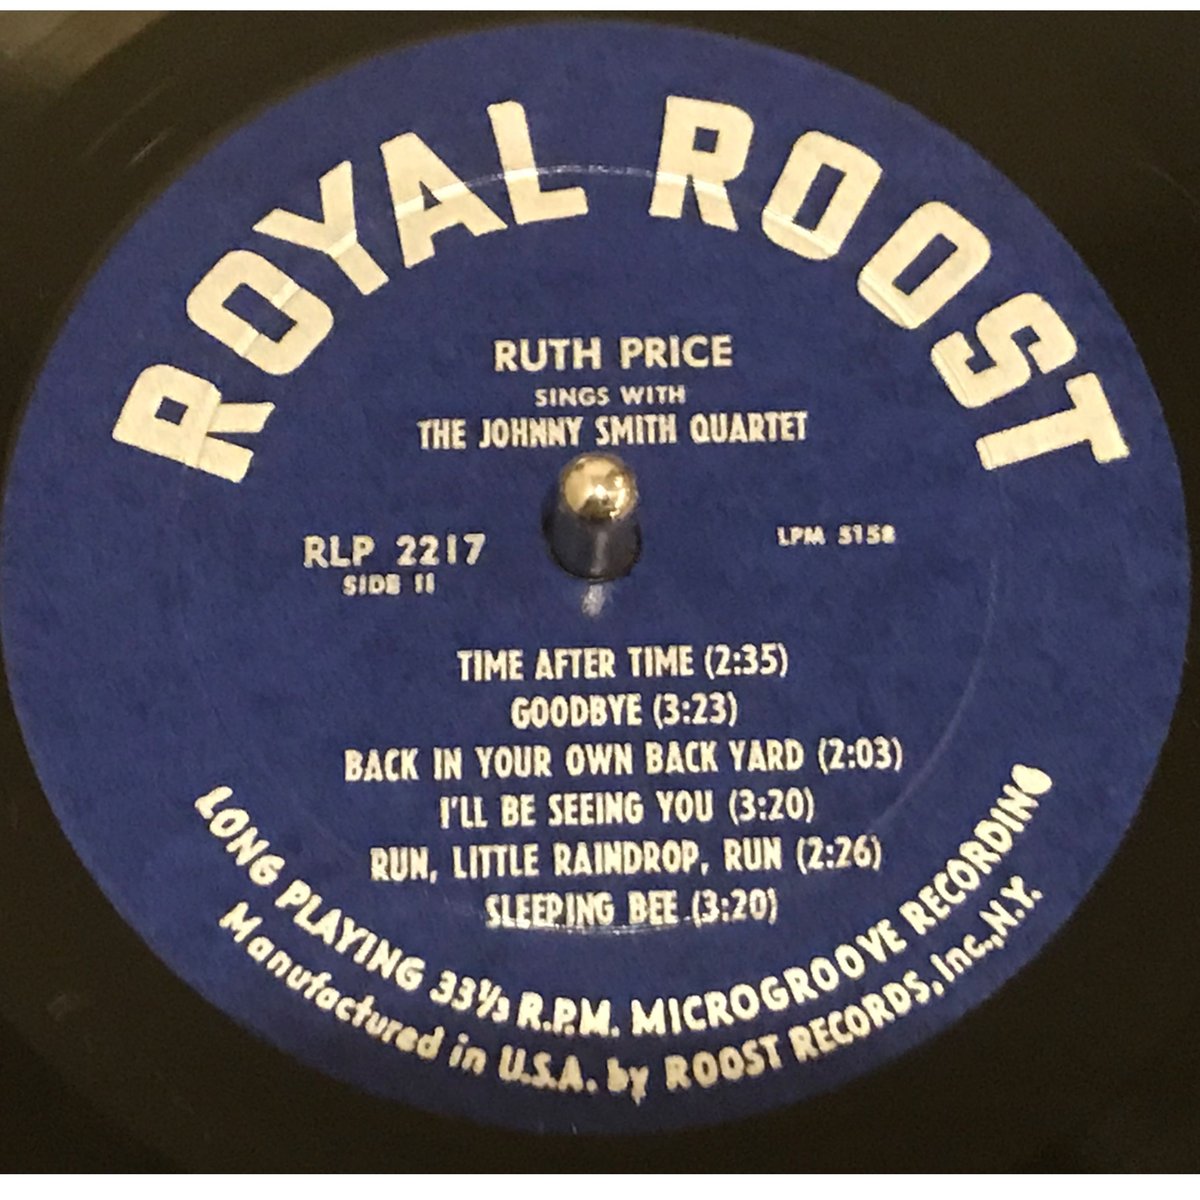 ROYAL ROOST
RUTH PRICE
SINGS WITH
THE JOHNNY SMITH QUARTET
RLP 2217
SIDE II
LPM 5158
TIME AFTER TIME (2:35)
GOODBYE (3:23)
BACK IN YOUR OWN BACK YARD (2:03)
I'LL BE SEEING YOU (3:20)
RUN, LITTLE RAINDROP, RUN (2:26)
SLEEPING BEE (3:20)
LONG PLAYING 33⅓ R.P.M. MICROGROOVE RECORDING
Manufactured in U.S.A. by ROOST RECORDS, Inc., N.Y.